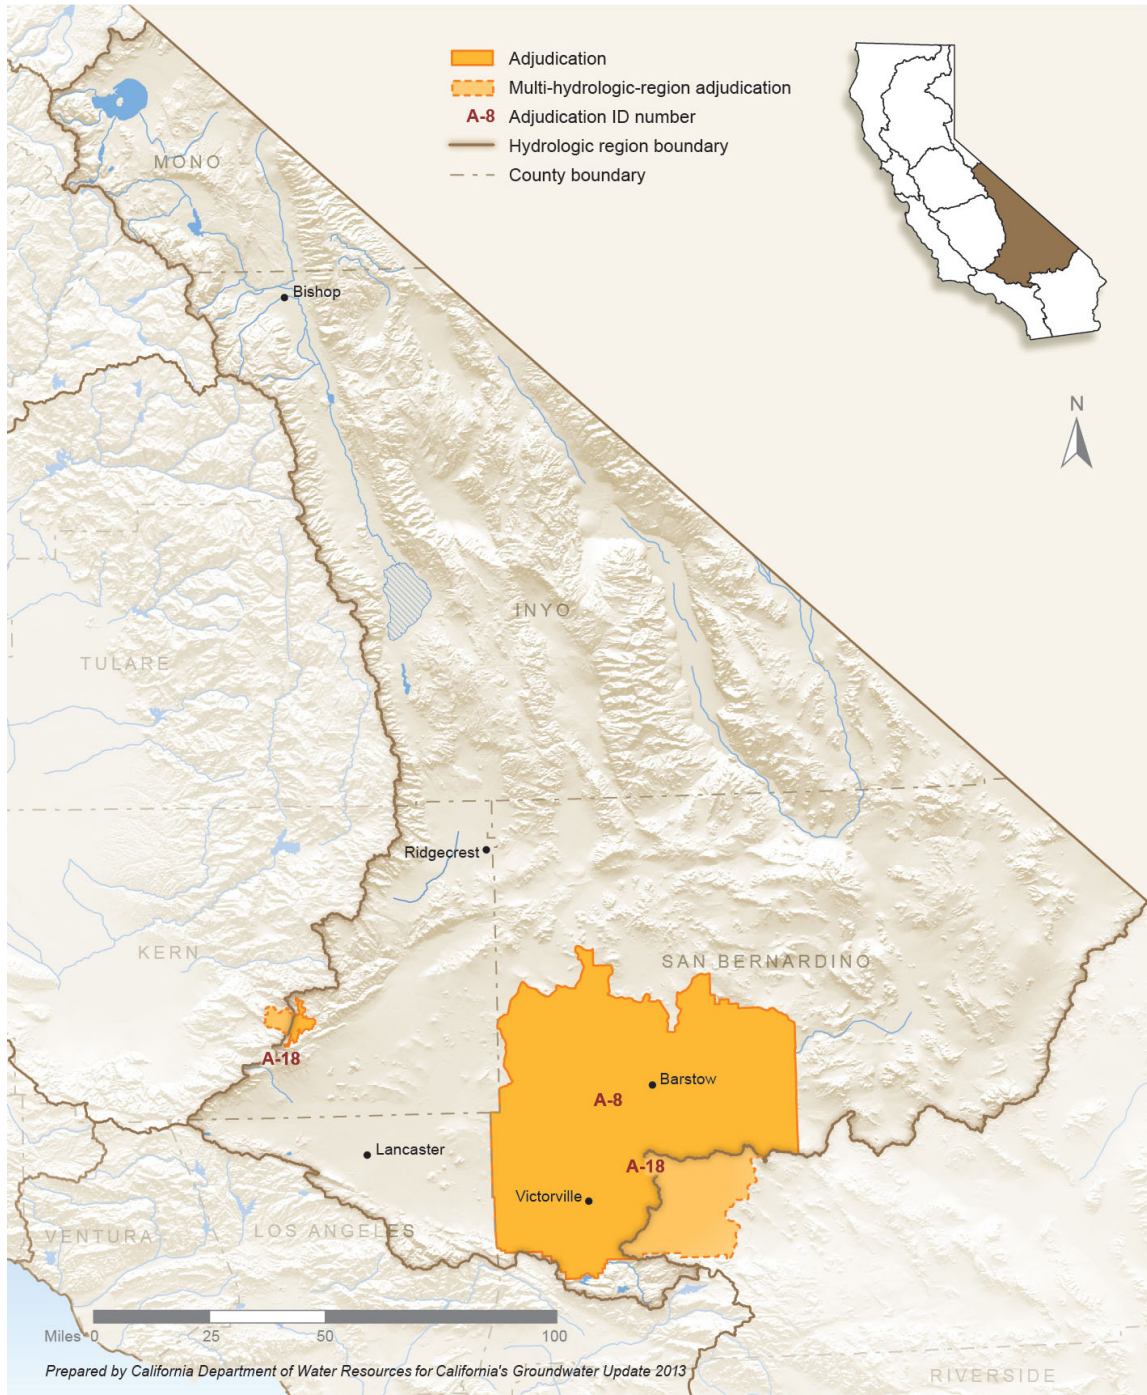 Adjudication
Multi-hydrologic-region adjudication
A-8 Adjudication ID number
Hydrologic region boundary
County boundary
N
MONO
Bishop
INYO
TULARE
Ridgecrest
KERN
SAN BERNARDINO
A-18
Barstow
A-8
Lancaster
A-18
Victorville
VENTURA
LOS ANGELES
Miles 0 25 50 100
Prepared by California Department of Water Resources for California's Groundwater Update 2013
RIVERSIDE